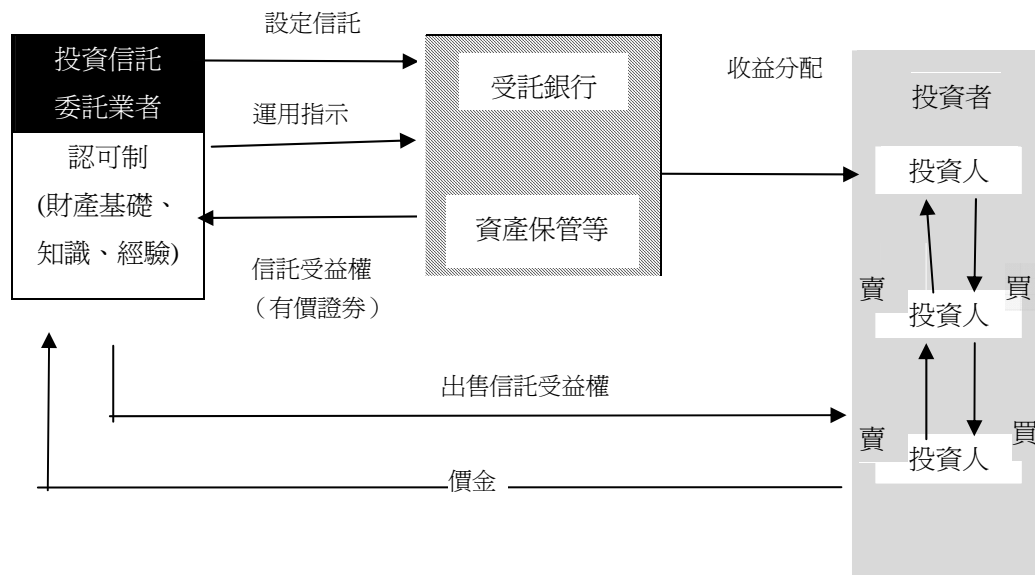 設定信託
投資信託
委託業者
認可制
(財產基礎、
知識、經驗)
運用指示
信託受益權
（有價證券）
受託銀行
資產保管等
收益分配
投資者
投資人
賣
買
投資人
賣
買
投資人
出售信託受益權
價金